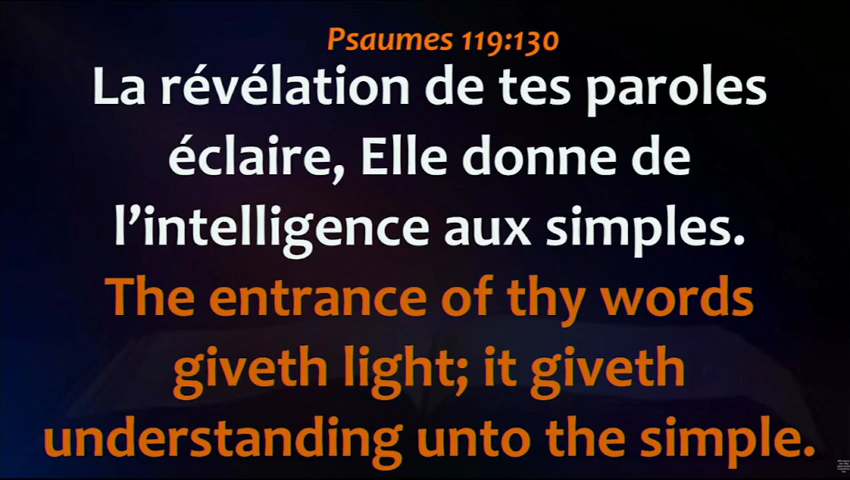 Psaumes 119:130
La révélation de tes paroles
éclaire, Elle donne de
l’intelligence aux simples.
The entrance of thy words
giveth light; it giveth
understanding unto the simple.